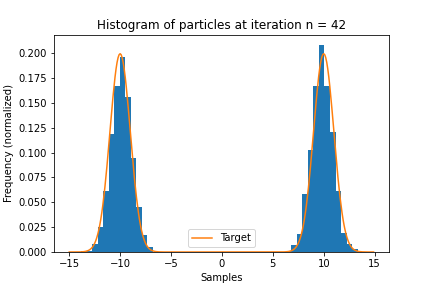 Histogram of particles at iteration n = 42
Frequency (normalized)
0.200
0.175
0.150
0.125
0.100
0.075
0.050
0.025
0.000
Target
−15 −10 −5 0 5 10 15
Samples